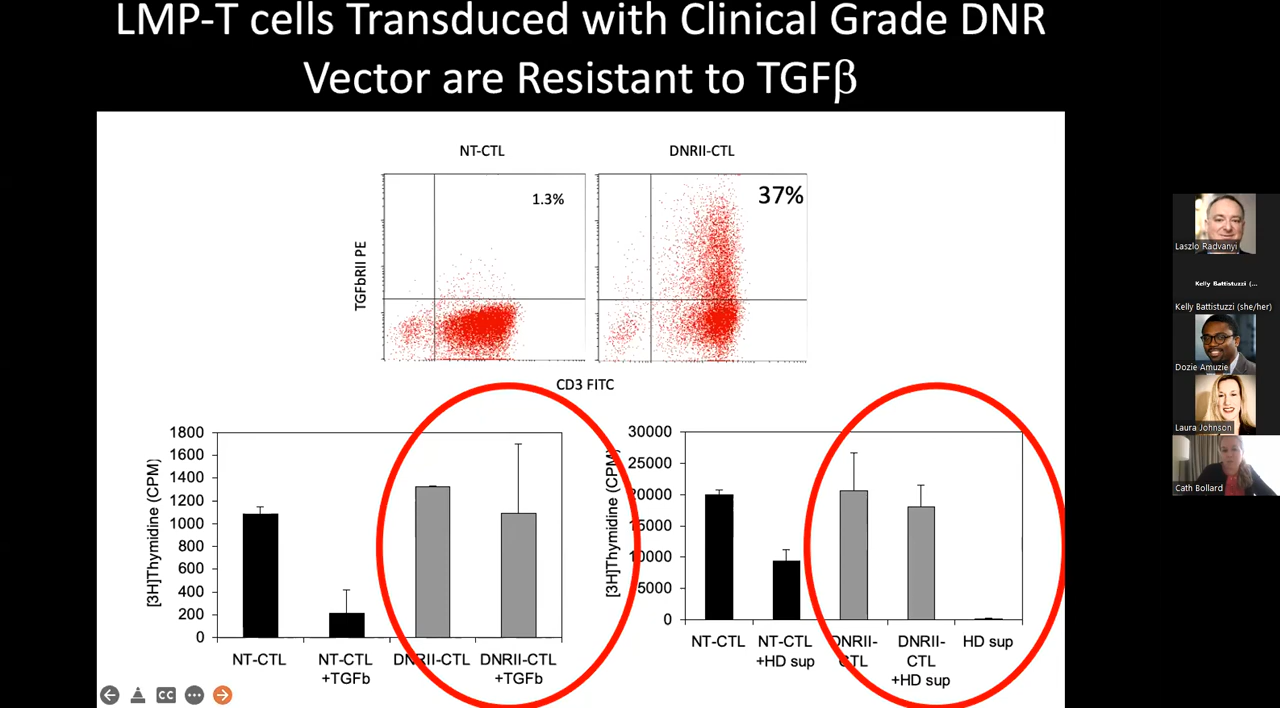 LMP-T cells Transduced with Clinical Grade DNR
Vector are Resistant to TGFβ
NT-CTL
DNRII-CTL
1.3%
37%
TGFbRII PE
CD3 FITC
[3H]Thymidine (CPM)
1800
1600
1400
1200
1000
800
600
400
200
0
NT-CTL
NT-CTL
+TGFb
DNRII-CTL
DNRII-CTL
+TGFb
[3H]Thymidine (CPM)
30000
25000
20000
15000
10000
5000
0
NT-CTL
NT-CTL
+HD sup
DNRII-
CTL
DNRII-
CTL
+HD sup
HD sup
CC
Laszlo Radvanyi
Kelly Battistuzzi (...
Kelly Battistuzzi (she/her)
Dozie Amuzie
Laura Johnson
Cath Bollard